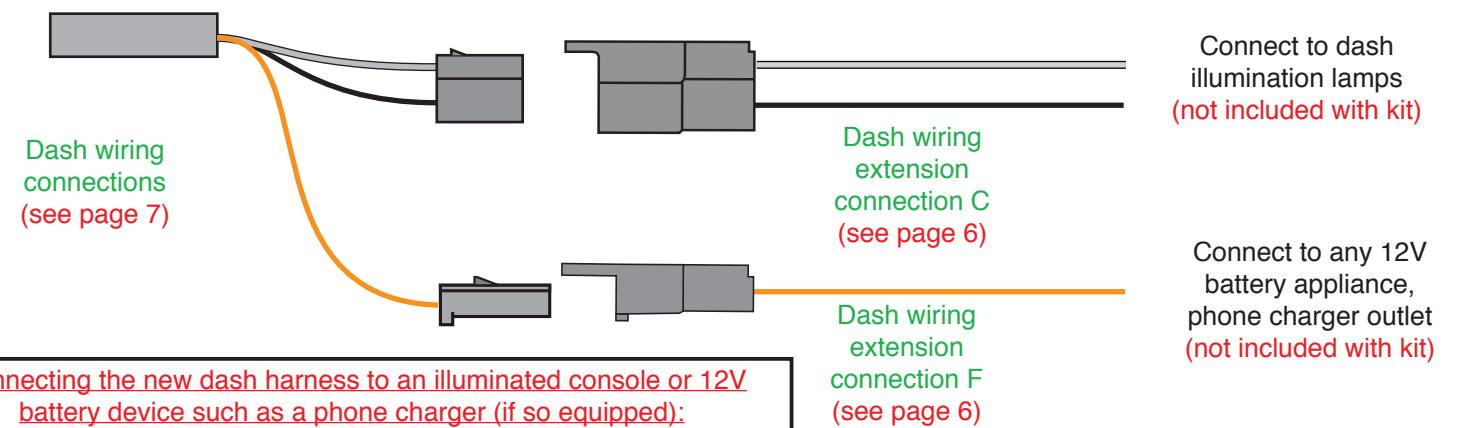 Connect to dash
illumination lamps
(not included with kit)
Dash wiring
connections
(see page 7)
Dash wiring
extension
connection C
(see page 6)
Connect to any 12V
battery appliance,
phone charger outlet
(not included with kit)
Dash wiring
extension
connection F
(see page 6)
the new dash harness to an illuminated console or 12V
battery device such as a phone charger (if so equipped):